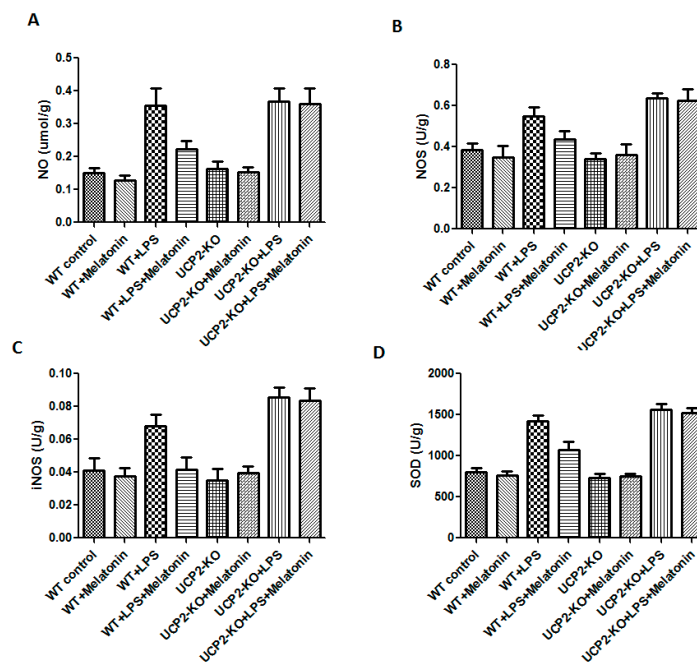 A
NO (umol/g)
0.5
0.4
0.3
0.2
0.1
0.0
WT control
WT+Melatonin
WT+LPS
WT+LPS+Melatonin
UCP2-KO
UCP2-KO+Melatonin
UCP2-KO+LPS
UCP2-KO+LPS+Melatonin
B
NOS (U/g)
0.8
0.6
0.4
0.2
0.0
WT control
WT+Melatonin
WT+LPS
WT+LPS+Melatonin
UCP2-KO
UCP2-KO+Melatonin
UCP2-KO+LPS
UCP2-KO+LPS+Melatonin
C
iNOS (U/g)
0.10
0.08
0.06
0.04
0.02
0.00
WT control
WT+Melatonin
WT+LPS
WT+LPS+Melatonin
UCP2-KO
UCP2-KO+Melatonin
UCP2-KO+LPS
UCP2-KO+LPS+Melatonin
D
SOD (U/g)
2000
1500
1000
500
0
WT control
WT+Melatonin
WT+LPS
WT+LPS+Melatonin
UCP2-KO
UCP2-KO+Melatonin
UCP2-KO+LPS
UCP2-KO+LPS+Melatonin